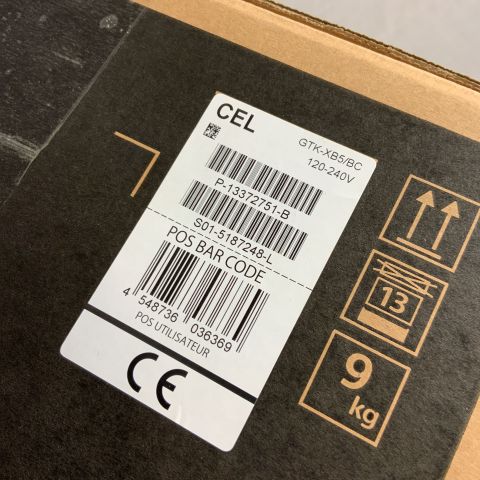 CEL
GTK-XB5/BC
120-240V
P-13372751-B
S01-5187248-L
POS BAR CODE
4 548736 036369
POS UTILISATEUR
CE
13
9
kg